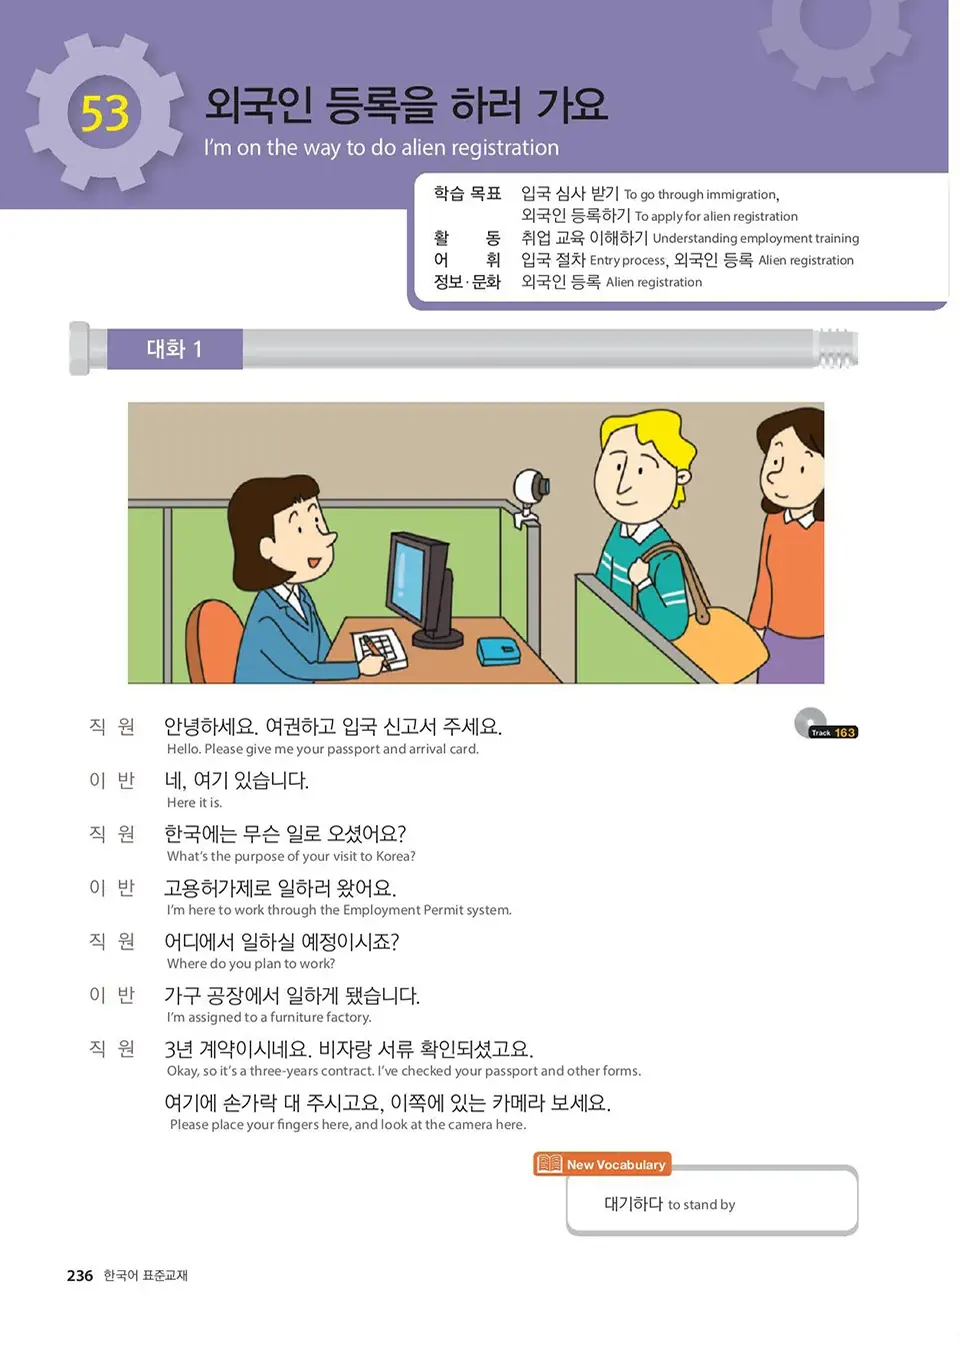 53
외국인 등록을 하러 가요
I'm on the way to do alien registration
학습 목표 입국 심사 받기 To go through immigration,
외국인 등록하기 To apply for alien registration
활 동 취업 교육 이해하기 Understanding employment training
어 휘 입국 절차 Entry process, 외국인 등록 Alien registration
정보·문화 외국인 등록 Alien registration
대화 1
Track 163
직 원 안녕하세요. 여권하고 입국 신고서 주세요.
Hello. Please give me your passport and arrival card.
이 반 네, 여기 있습니다.
Here it is.
직 원 한국에는 무슨 일로 오셨어요?
What's the purpose of your visit to Korea?
이 반 고용허가제로 일하러 왔어요.
I'm here to work through the Employment Permit system.
직 원 어디에서 일하실 예정이시죠?
Where do you plan to work?
이 반 가구 공장에서 일하게 됐습니다.
I'm assigned to a furniture factory.
직 원 3년 계약이시네요. 비자랑 서류 확인되셨고요.
Okay, so it's a three-years contract. I've checked your passport and other forms.
여기에 손가락 대 주시고요, 이쪽에 있는 카메라 보세요.
Please place your fingers here, and look at the camera here.
New Vocabulary
대기하다 to stand by
236 한국어 표준교재